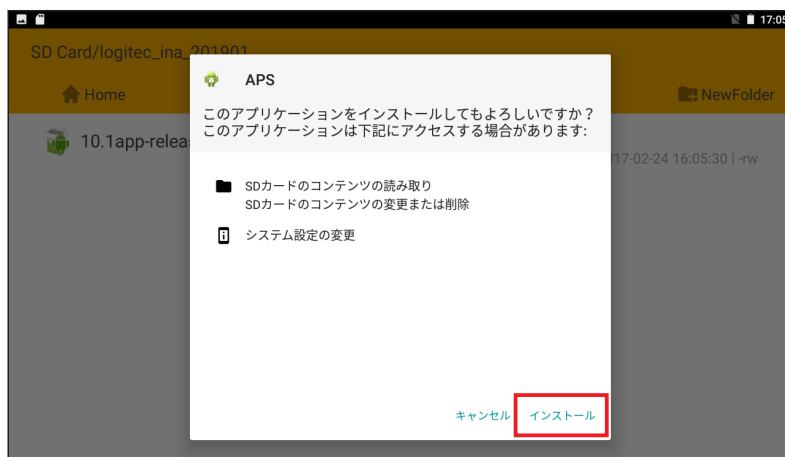 17:05
SD Card/logitec_ina_201901
Home
NewFolder
10.1app-relea
17-02-24 16:05:30 | -rw
APS
このアプリケーションをインストールしてもよろしいですか？
このアプリケーションは下記にアクセスする場合があります:
SDカードのコンテンツの読み取り
SDカードのコンテンツの変更または削除
システム設定の変更
キャンセル
インストール